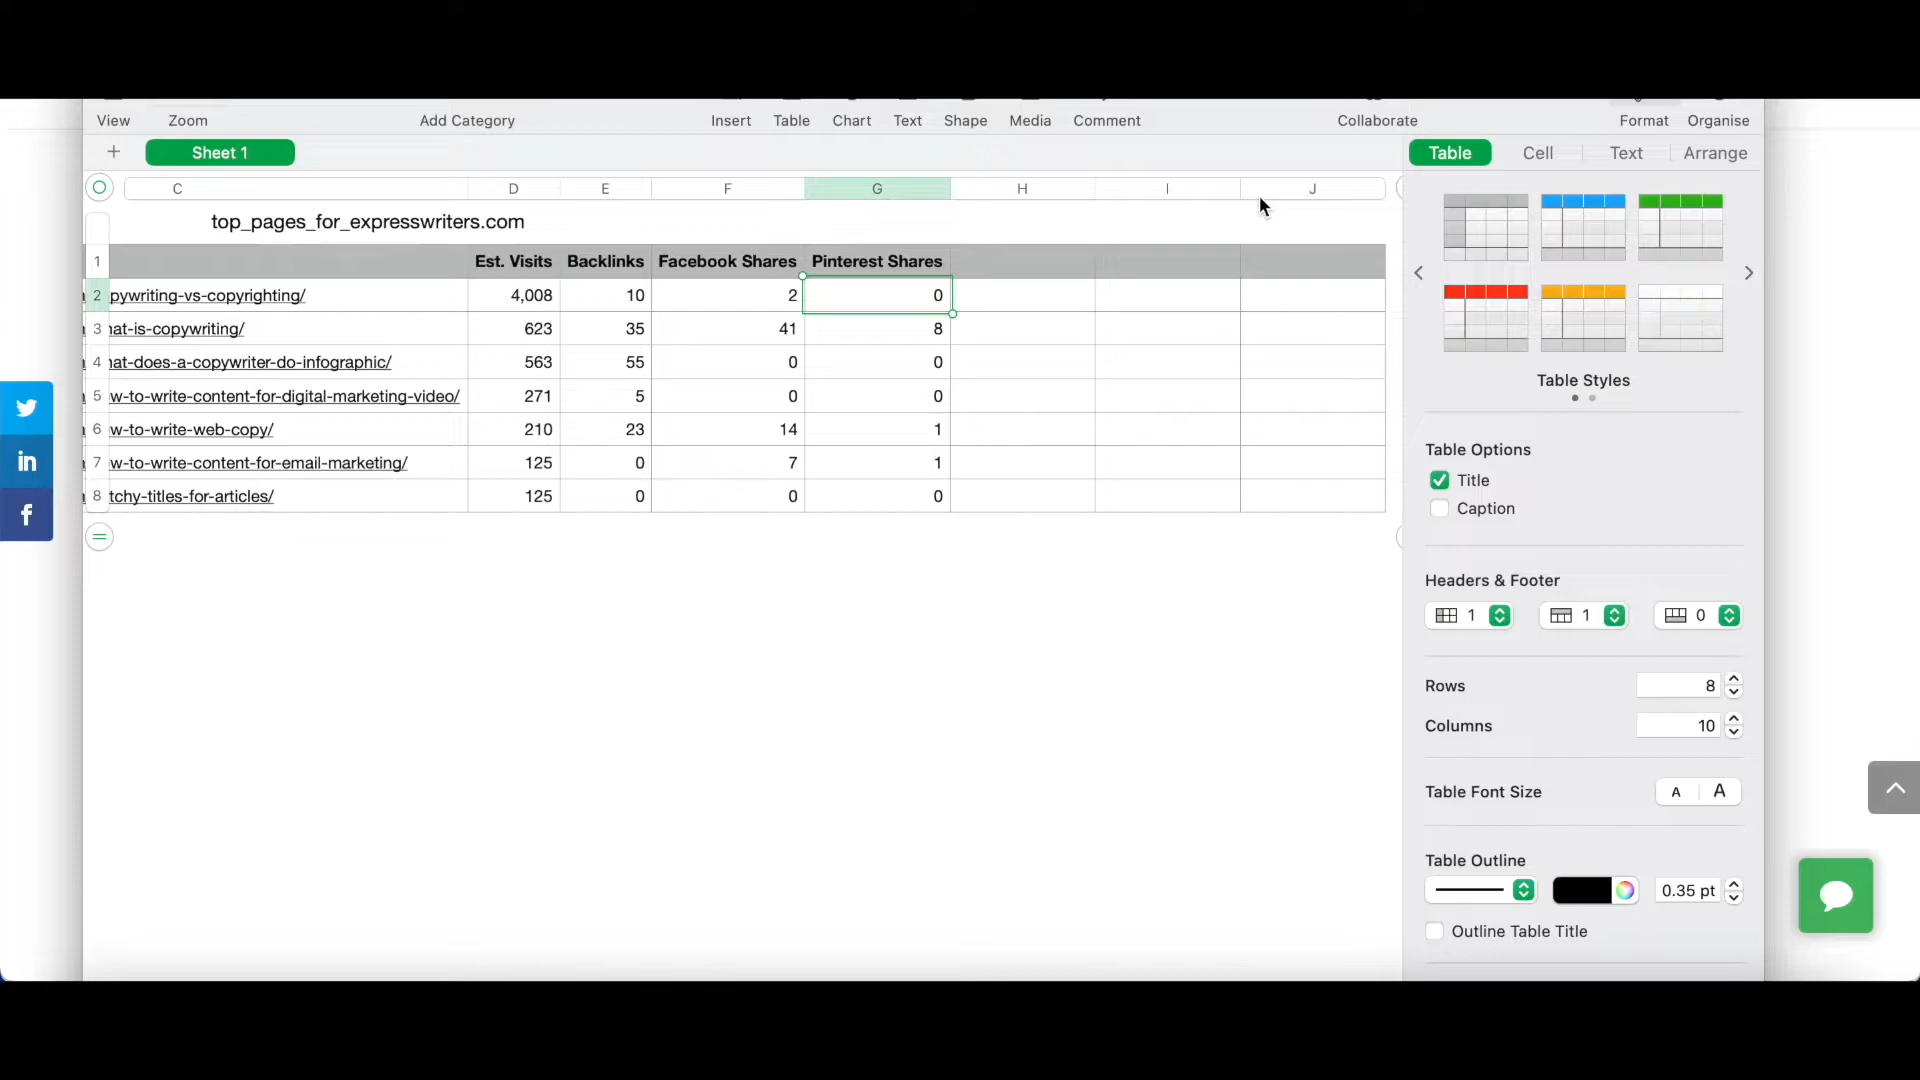 View Zoom Add Category Insert Table Chart Text Shape Media Comment Collaborate Format Organise
+ Sheet 1 Table Cell Text Arrange
C D E F G H I J
top_pages_for_expresswriters.com
1 Est. Visits Backlinks Facebook Shares Pinterest Shares
2 pywriting-vs-copyrighting/ 4,008 10 2 0
3 hat-is-copywriting/ 623 35 41 8
4 hat-does-a-copywriter-do-infographic/ 563 55 0 0
5 w-to-write-content-for-digital-marketing-video/ 271 5 0 0
6 w-to-write-web-copy/ 210 23 14 1
7 w-to-write-content-for-email-marketing/ 125 0 7 1
8 tchy-titles-for-articles/ 125 0 0 0
Table Styles
Table Options
Title
Caption
Headers & Footer
1 1 0
Rows 8
Columns 10
Table Font Size A A
Table Outline
0.35 pt
Outline Table Title
in
f